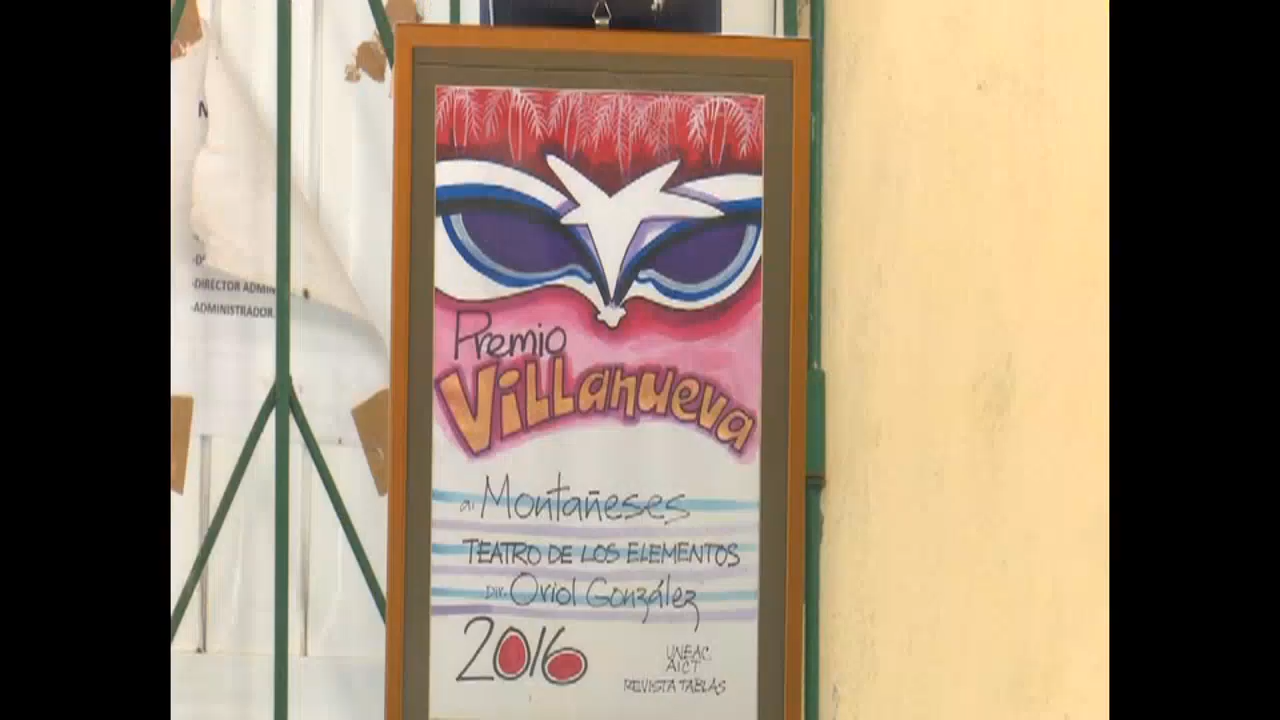 N
-DIRECTOR ADMIN
-ADMINISTRADOR
Premio
Villanueva
a: Montañeses
TEATRO DE LOS ELEMENTOS
Dir. Oriol González
2016
UNEAC
AICT
REVISTA TABLAS